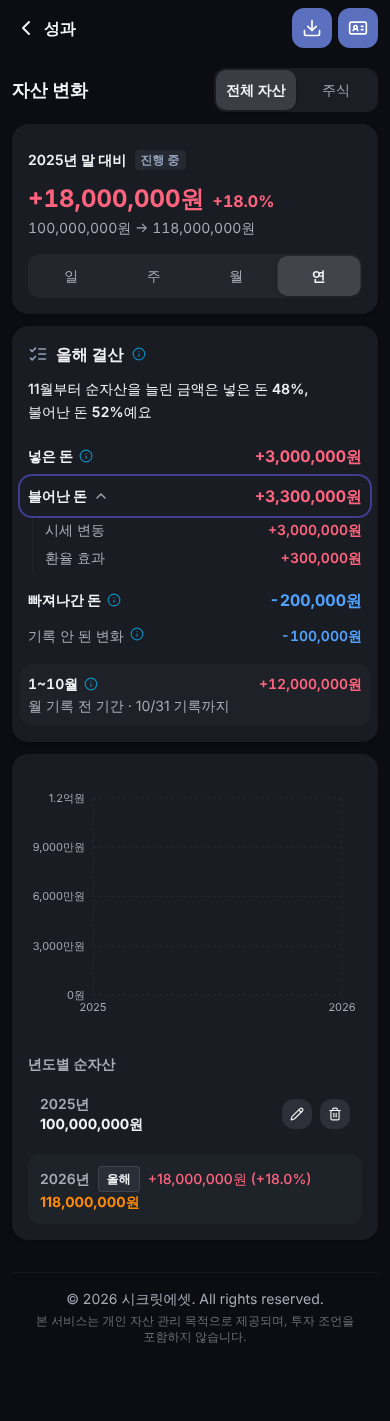 성과
자산 변화
전체 자산
주식
2025년 말 대비 진행 중
+18,000,000원 +18.0%
100,000,000원 → 118,000,000원
일 주 월 연
올해 결산
11월부터 순자산을 늘린 금액은 넣은 돈 48%,
불어난 돈 52%예요
넣은 돈 +3,000,000원
불어난 돈 +3,300,000원
시세 변동 +3,000,000원
환율 효과 +300,000원
빠져나간 돈 -200,000원
기록 안 된 변화 -100,000원
1~10월 +12,000,000원
월 기록 전 기간 · 10/31 기록까지
1.2억원
9,000만원
6,000만원
3,000만원
0원
2025 2026
년도별 순자산
2025년
100,000,000원
2026년 올해 +18,000,000원 (+18.0%)
118,000,000원
© 2026 시크릿에셋. All rights reserved.
본 서비스는 개인 자산 관리 목적으로 제공되며, 투자 조언을
포함하지 않습니다.